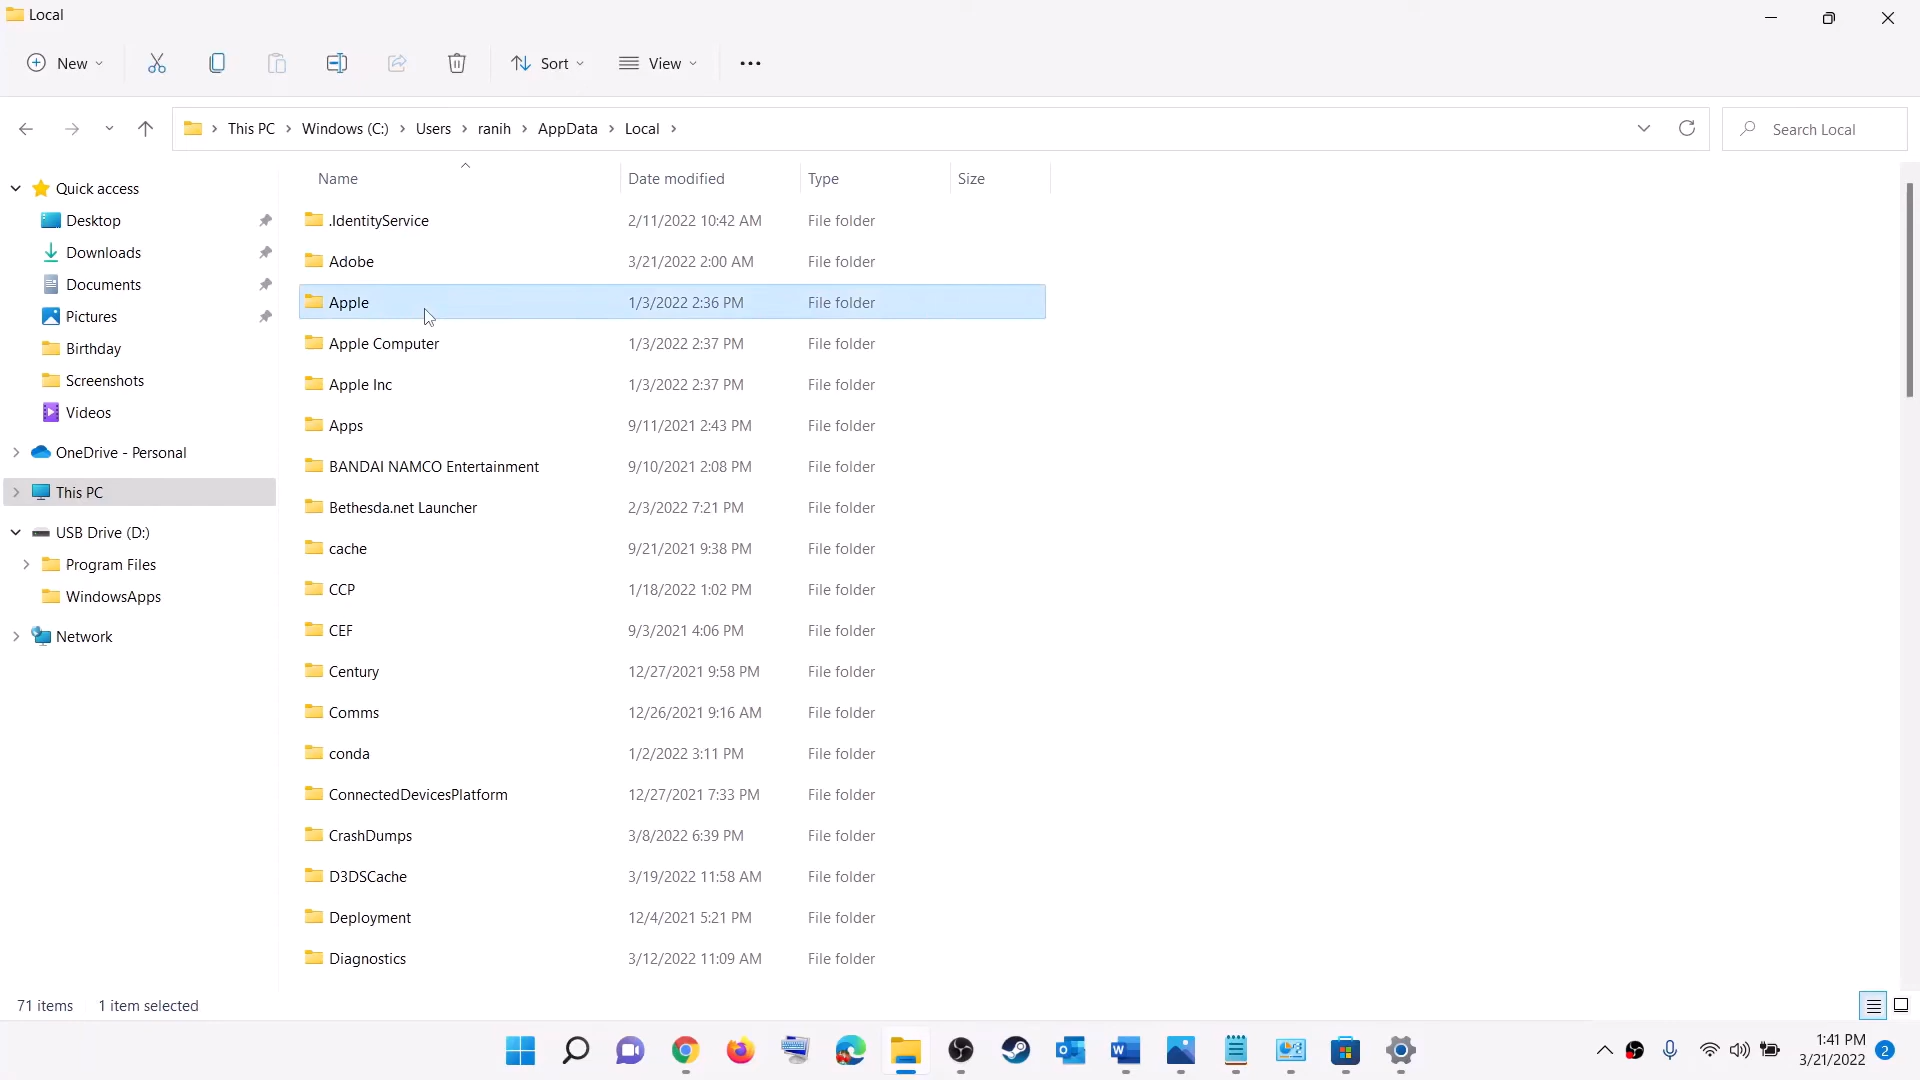 Local
New
Sort
View
This PC > Windows (C:) > Users > ranih > AppData > Local >
Search Local
Quick access
Desktop
Downloads
Documents
Pictures
Birthday
Screenshots
Videos
OneDrive - Personal
This PC
USB Drive (D:)
Program Files
WindowsApps
Network
Name Date modified Type Size
.IdentityService 2/11/2022 10:42 AM File folder
Adobe 3/21/2022 2:00 AM File folder
Apple 1/3/2022 2:36 PM File folder
Apple Computer 1/3/2022 2:37 PM File folder
Apple Inc 1/3/2022 2:37 PM File folder
Apps 9/11/2021 2:43 PM File folder
BANDAI NAMCO Entertainment 9/10/2021 2:08 PM File folder
Bethesda.net Launcher 2/3/2022 7:21 PM File folder
cache 9/21/2021 9:38 PM File folder
CCP 1/18/2022 1:02 PM File folder
CEF 9/3/2021 4:06 PM File folder
Century 12/27/2021 9:58 PM File folder
Comms 12/26/2021 9:16 AM File folder
conda 1/2/2022 3:11 PM File folder
ConnectedDevicesPlatform 12/27/2021 7:33 PM File folder
CrashDumps 3/8/2022 6:39 PM File folder
D3DSCache 3/19/2022 11:58 AM File folder
Deployment 12/4/2021 5:21 PM File folder
Diagnostics 3/12/2022 11:09 AM File folder
71 items 1 item selected
1:41 PM
3/21/2022
2